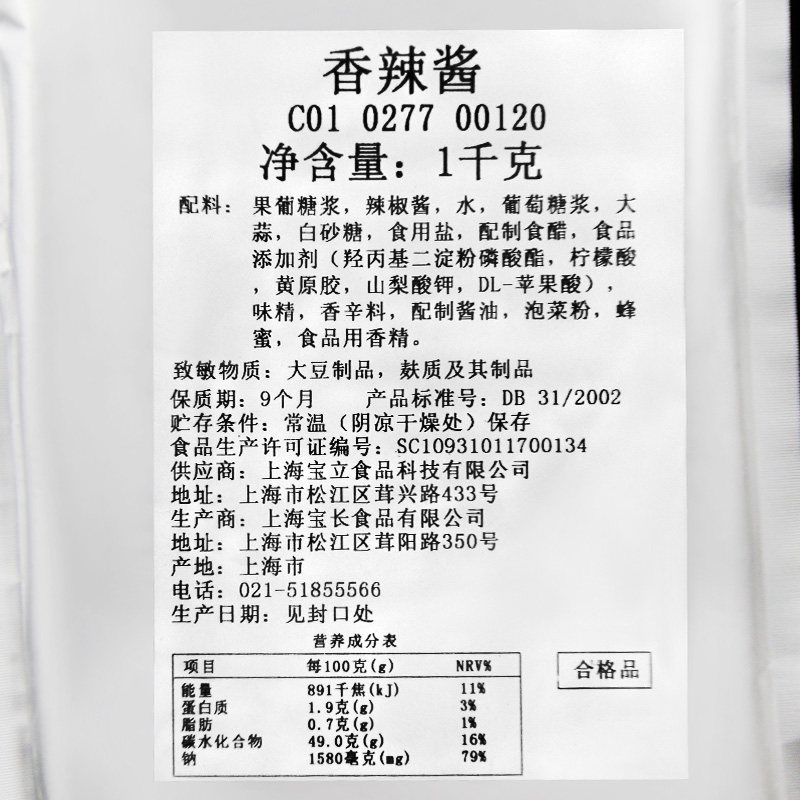 香辣酱
C01 0277 00120
净含量：1千克
配料：果葡糖浆，辣椒酱，水，葡萄糖浆，大
蒜，白砂糖，食用盐，配制食醋，食品
添加剂（羟丙基二淀粉磷酸酯，柠檬酸
，黄原胶，山梨酸钾，DL-苹果酸），
味精，香辛料，配制酱油，泡菜粉，蜂
蜜，食品用香精。
致敏物质：大豆制品，麸质及其制品
保质期：9个月 产品标准号：DB 31/2002
贮存条件：常温（阴凉干燥处）保存
食品生产许可证编号：SC10931011700134
供应商：上海宝立食品科技有限公司
地址：上海市松江区茸兴路433号
生产商：上海宝长食品有限公司
地址：上海市松江区茸阳路350号
产地：上海市
电话：021-51855566
生产日期：见封口处
营养成分表
项目 每100克(g) NRV%
能量 891千焦(kJ) 11%
蛋白质 1.9克(g) 3%
脂肪 0.7克(g) 1%
碳水化合物 49.0克(g) 16%
钠 1580毫克(mg) 79%
合格品